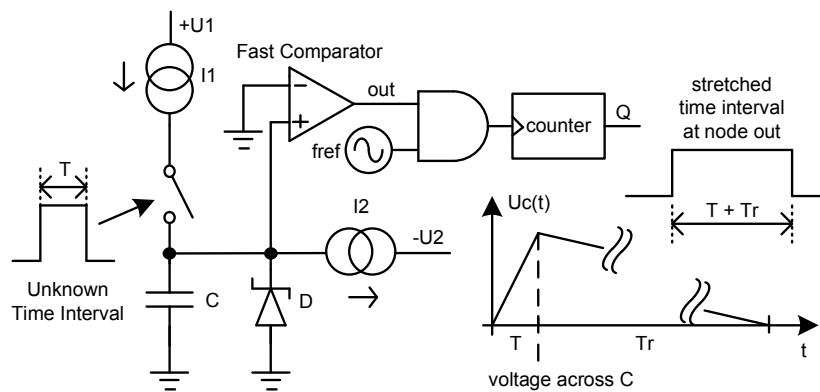 +U1
I1
Fast Comparator
out
fref
counter
Q
stretched
time interval
at node out
T + Tr
T
Unknown
Time Interval
C
D
I2
-U2
Uc(t)
T
Tr
t
voltage across C